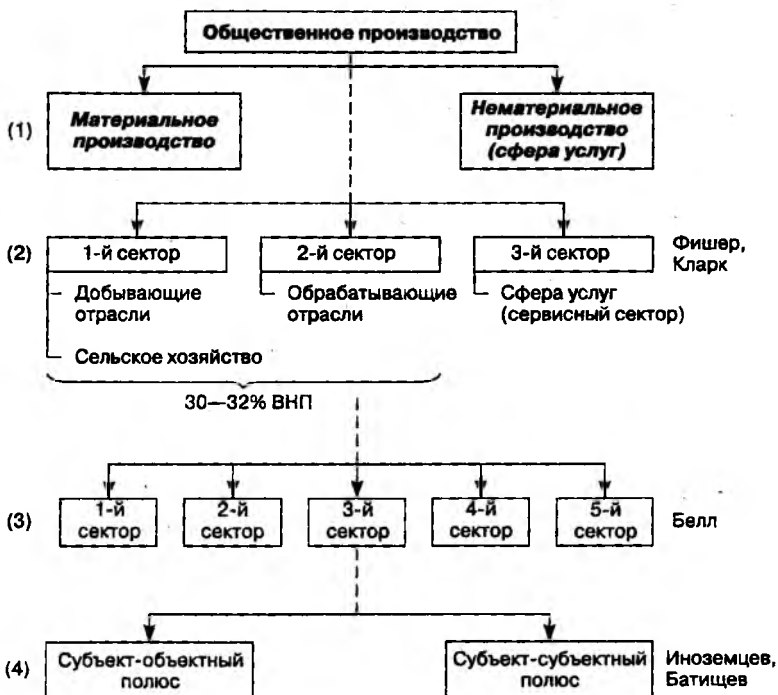 Общественное производство
(1)
Материальное
производство
Нематериальное
производство
(сфера услуг)
(2)
1-й сектор
2-й сектор
3-й сектор
Фишер,
Кларк
Добывающие
отрасли
Обрабатывающие
отрасли
Сфера услуг
(сервисный сектор)
Сельское хозяйство
30—32% ВНП
(3)
1-й
сектор
2-й
сектор
3-й
сектор
4-й
сектор
5-й
сектор
Белл
(4)
Субъект-объектный
полюс
Субъект-субъектный
полюс
Иноземцев,
Батищев